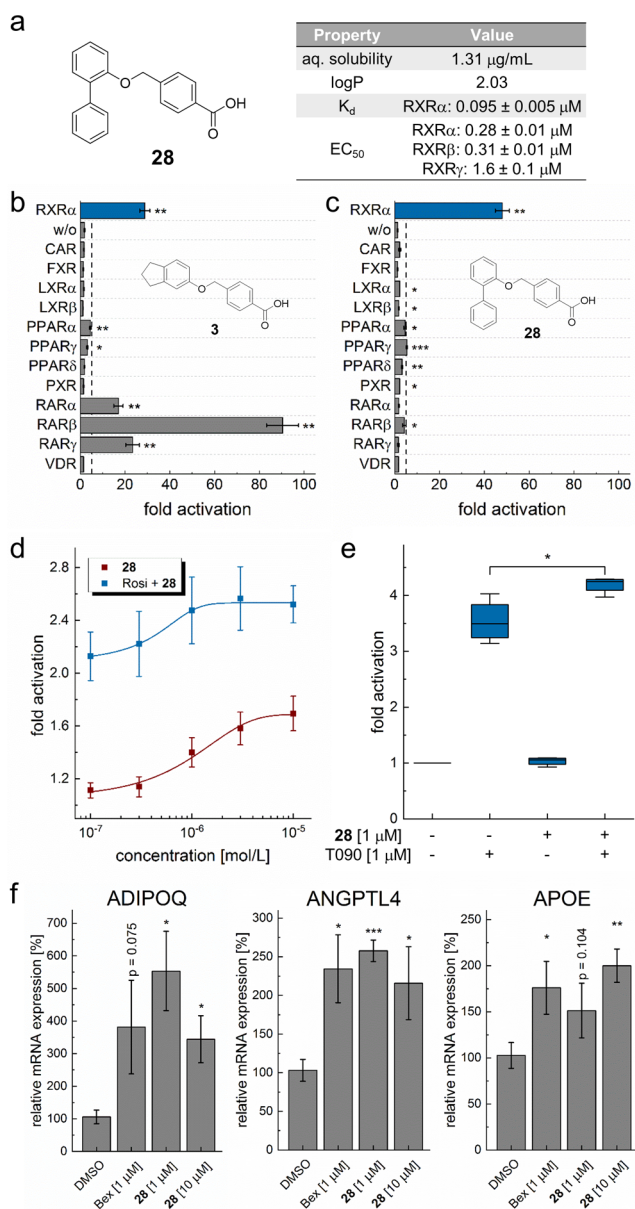 a
O
O
OH
28
Property Value
aq. solubility 1.31 μg/mL
logP 2.03
Kd RXRα: 0.095 ± 0.005 μM
EC50 RXRα: 0.28 ± 0.01 μM
RXRβ: 0.31 ± 0.01 μM
RXRγ: 1.6 ± 0.1 μM
b
RXRα **
w/o
CAR
FXR
LXRα
LXRβ
PPARα **
PPARγ *
PPARδ
PXR
RARα **
RARβ **
RARγ **
VDR
O
O
OH
3
0 20 40 60 80 100
fold activation
c
RXRα **
w/o
CAR
FXR
LXRα *
LXRβ *
PPARα *
PPARγ ***
PPARδ **
PXR *
RARα
RARβ *
RARγ
VDR
O
O
OH
28
0 20 40 60 80 100
fold activation
d
28
Rosi + 28
fold activation
2.8
2.4
2.0
1.6
1.2
10-7 10-6 10-5
concentration [mol/L]
e
*
fold activation
4
3
2
1
0
28 [1 μM] - - + +
T090 [1 μM] - + - +
f
ADIPOQ
relative mRNA expression [%]
700
600
500
400
300
200
100
0
p = 0.075
*
*
DMSO
Bex [1 μM]
28 [1 μM]
28 [10 μM]
ANGPTL4
relative mRNA expression [%]
300
250
200
150
100
50
0
*
***
*
DMSO
Bex [1 μM]
28 [1 μM]
28 [10 μM]
APOE
relative mRNA expression [%]
250
200
150
100
50
0
*
p = 0.104
**
DMSO
Bex [1 μM]
28 [1 μM]
28 [10 μM]